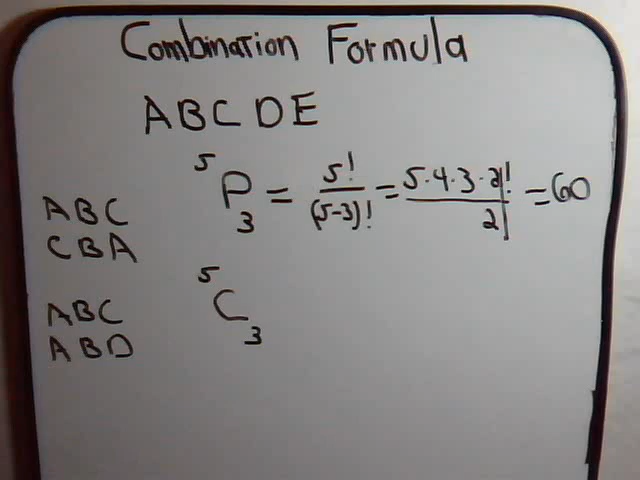 Combination Formula
ABCDE
⁵P₃ = 5!/(5-3)! = 5·4·3·2!/2! = 60
ABC
CBA
⁵C₃
ABC
ABD